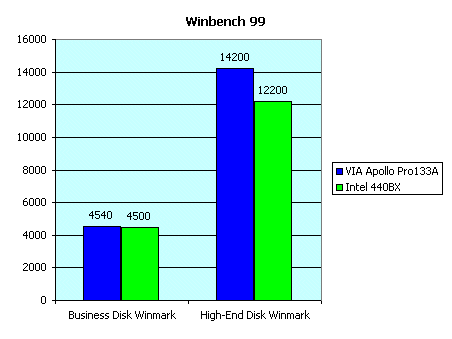 Winbench 99
16000
14000
12000
10000
8000
6000
4000
2000
0
4540
4500
14200
12200
Business Disk Winmark
High-End Disk Winmark
VIA Apollo Pro133A
Intel 440BX